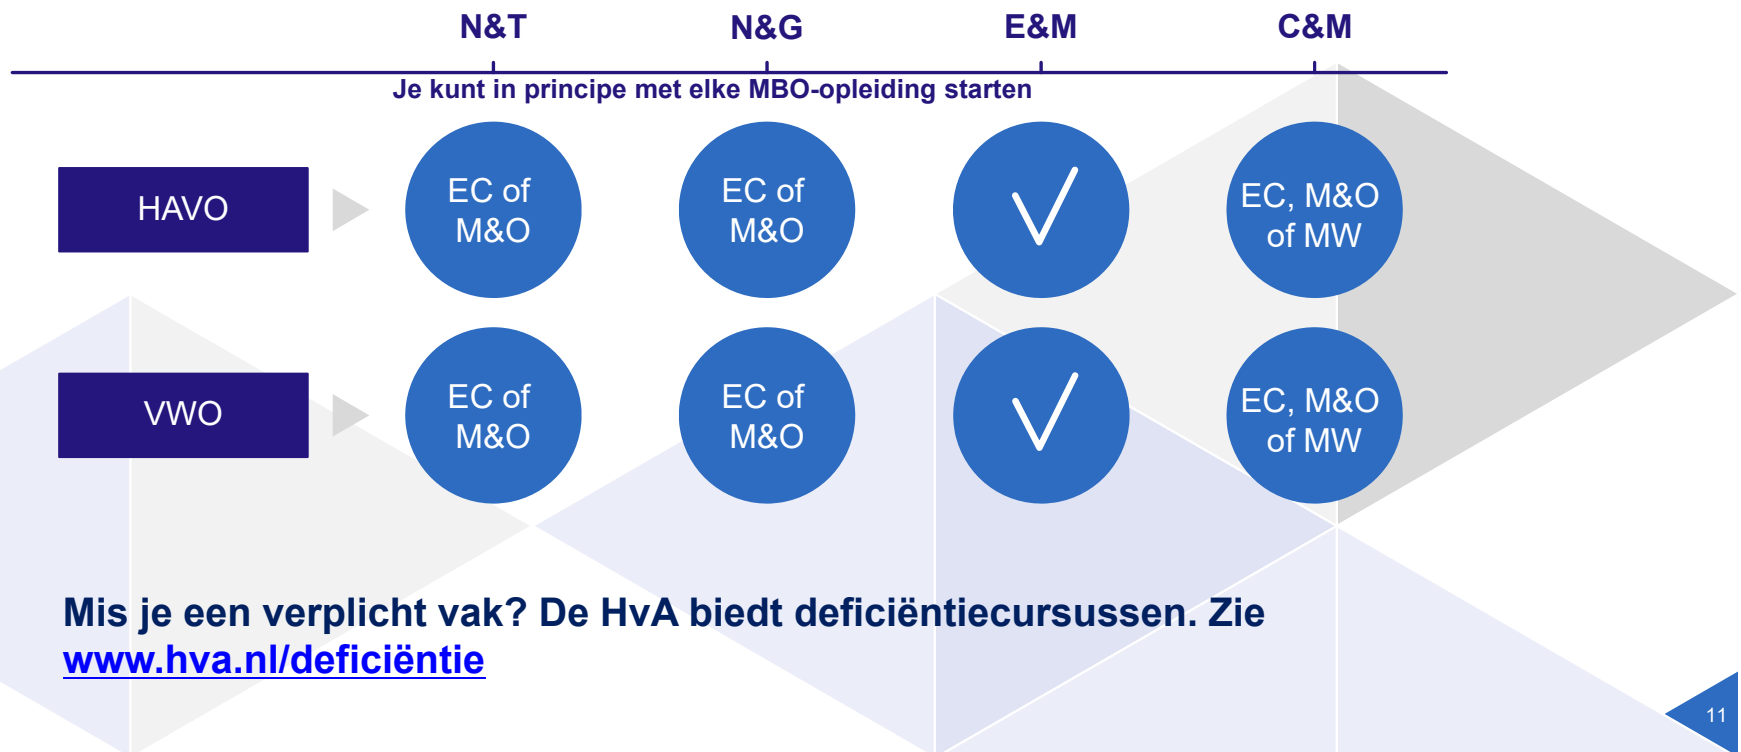 N&T N&G E&M C&M
Je kunt in principe met elke MBO-opleiding starten
HAVO
EC of
M&O
EC of
M&O
EC, M&O
of MW
VWO
EC of
M&O
EC of
M&O
EC, M&O
of MW
Mis je een verplicht vak? De HvA biedt deficiëntiecursussen. Zie
www.hva.nl/deficiëntie
11